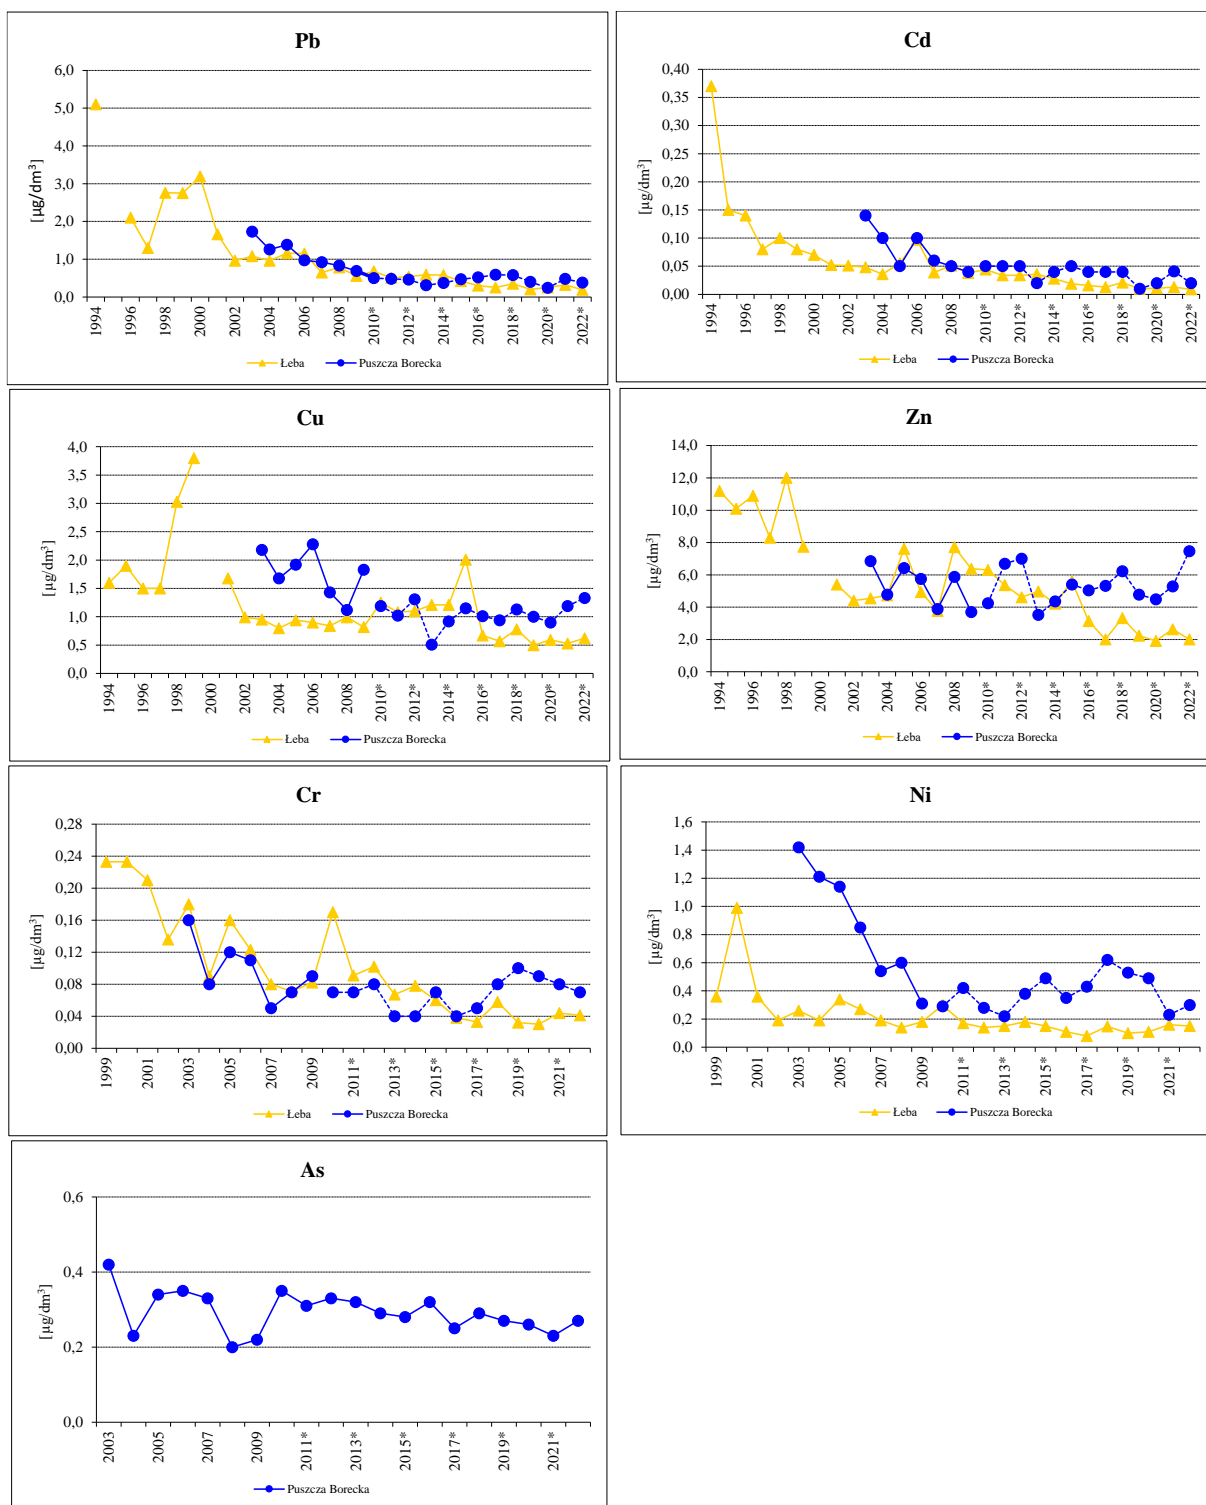 Pb
[µg/dm³]
6,0
5,0
4,0
3,0
2,0
1,0
0,0
1994 1996 1998 2000 2002 2004 2006 2008 2010* 2012* 2014* 2016* 2018* 2020* 2022*
Łeba Puszcza Borecka
Cd
[µg/dm³]
0,40
0,35
0,30
0,25
0,20
0,15
0,10
0,05
0,00
1994 1996 1998 2000 2002 2004 2006 2008 2010* 2012* 2014* 2016* 2018* 2020* 2022*
Łeba Puszcza Borecka
Cu
[µg/dm³]
4,0
3,5
3,0
2,5
2,0
1,5
1,0
0,5
0,0
1994 1996 1998 2000 2002 2004 2006 2008 2010* 2012* 2014* 2016* 2018* 2020* 2022*
Łeba Puszcza Borecka
Zn
[µg/dm³]
14,0
12,0
10,0
8,0
6,0
4,0
2,0
0,0
1994 1996 1998 2000 2002 2004 2006 2008 2010* 2012* 2014* 2016* 2018* 2020* 2022*
Łeba Puszcza Borecka
Cr
[µg/dm³]
0,28
0,24
0,20
0,16
0,12
0,08
0,04
0,00
1999 2001 2003 2005 2007 2009 2011* 2013* 2015* 2017* 2019* 2021*
Łeba Puszcza Borecka
Ni
[µg/dm³]
1,6
1,4
1,2
1,0
0,8
0,6
0,4
0,2
0,0
1999 2001 2003 2005 2007 2009 2011* 2013* 2015* 2017* 2019* 2021*
Łeba Puszcza Borecka
As
[µg/dm³]
0,6
0,4
0,2
0,0
2003 2005 2007 2009 2011* 2013* 2015* 2017* 2019* 2021*
Puszcza Borecka